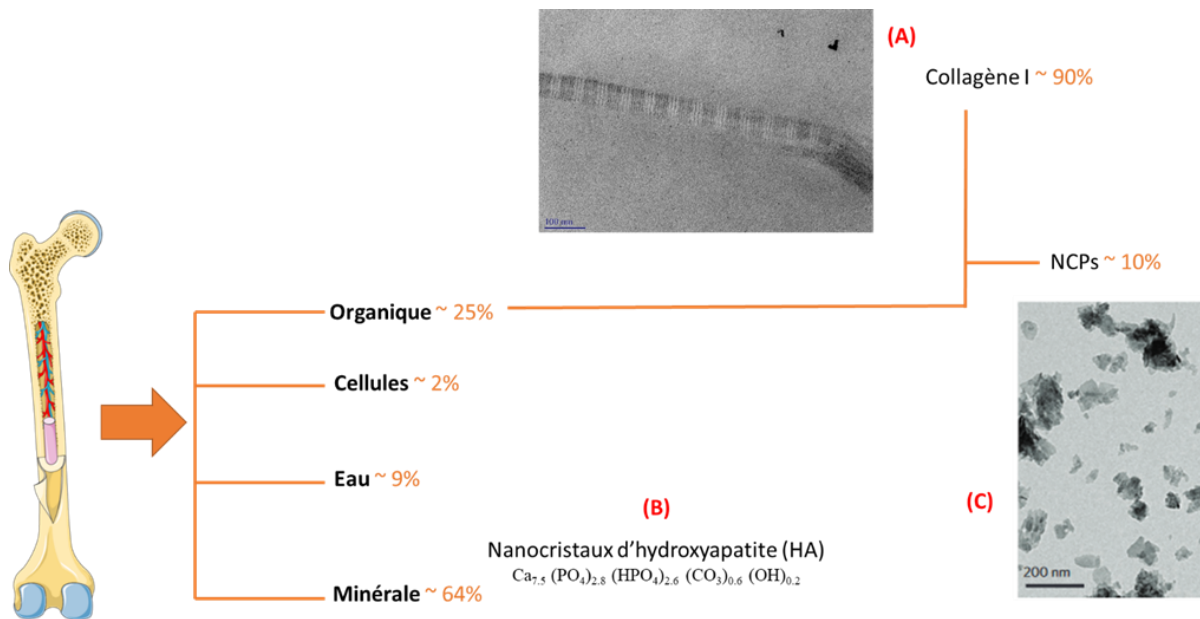 (A)
Collagène I ~ 90%
100 nm
NCPs ~ 10%
Organique ~ 25%
Cellules ~ 2%
Eau ~ 9%
(B)
(C)
Nanocristaux d’hydroxyapatite (HA)
Ca7.5 (PO4)2.8 (HPO4)2.6 (CO3)0.6 (OH)0.2
200 nm
Minérale ~ 64%